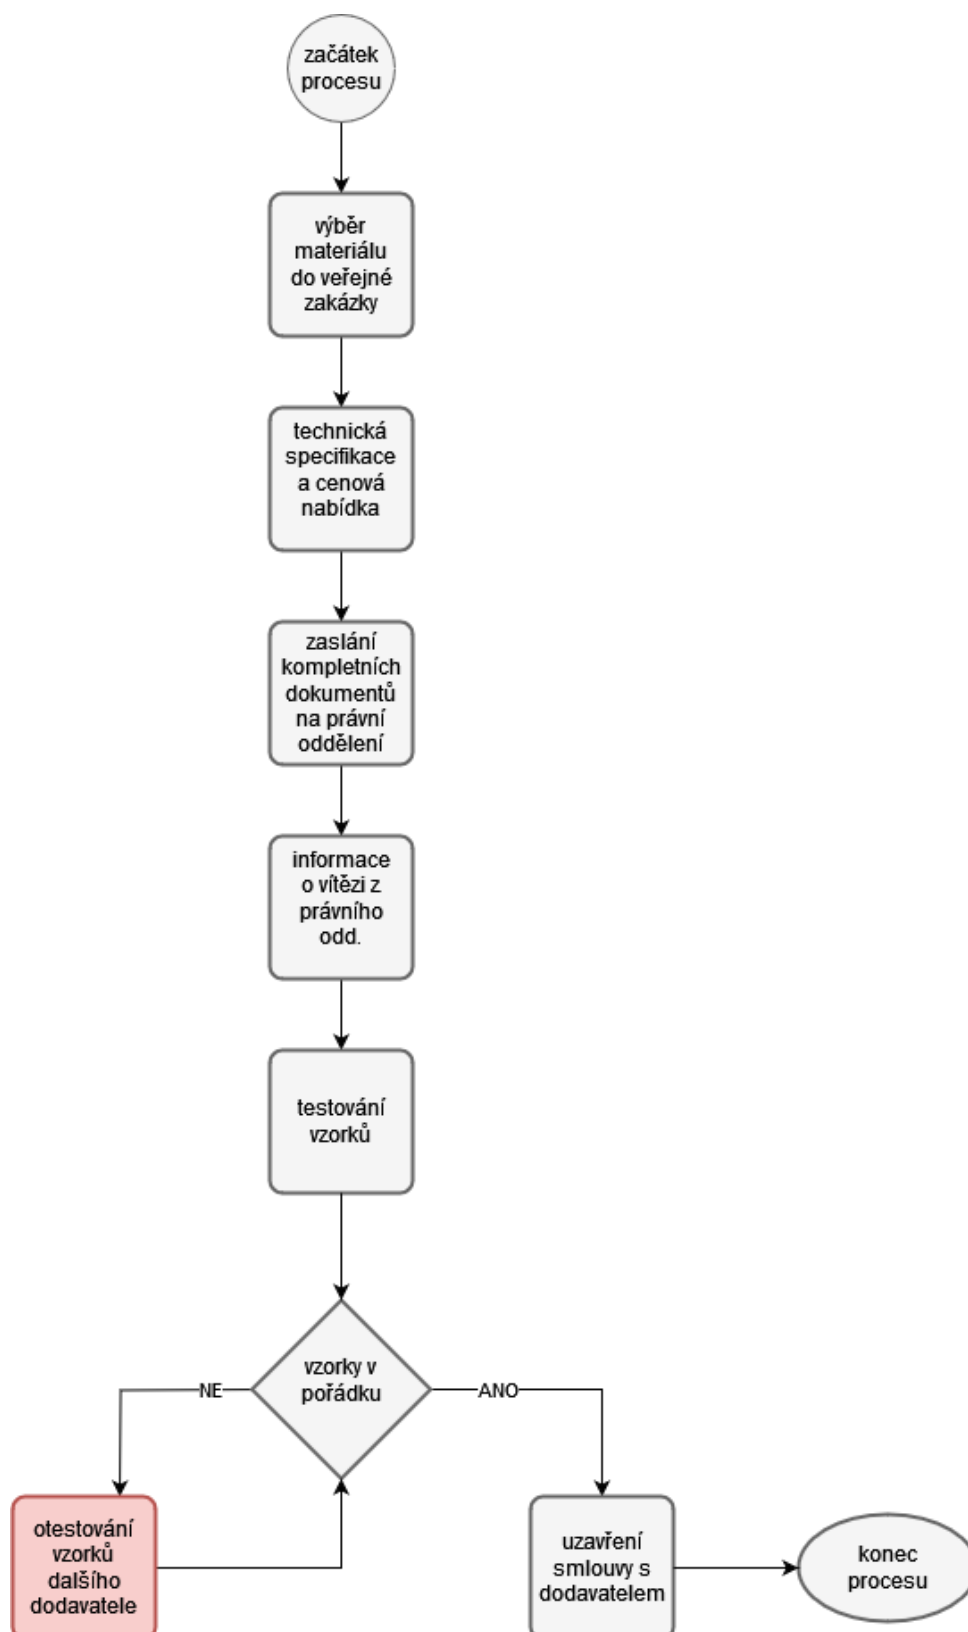 začátek
procesu
výběr
materiálu
do veřejné
zakázky
technická
specifikace
a cenová
nabídka
zaslání
kompletních
dokumentů
na právní
oddělení
informace
o vítězi z
právního
odd.
testování
vzorků
vzorky v
pořádku
NE
ANO
otestování
vzorků
dalšího
dodavatele
uzavření
smlouvy s
dodavatelem
konec
procesu